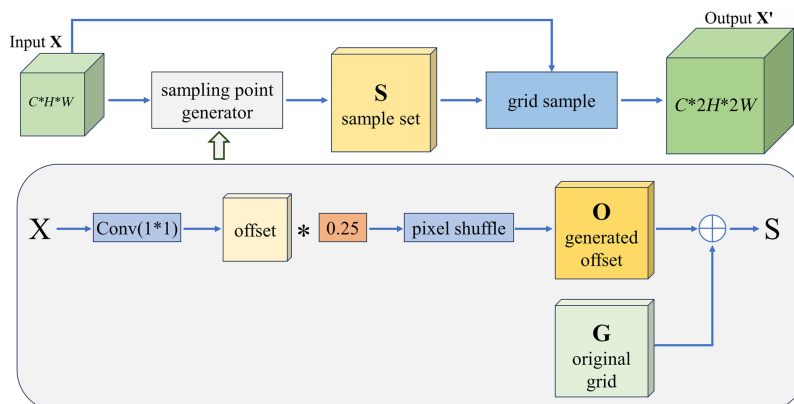 Input X
Output X'
C*H*W
sampling point
generator
S
sample set
grid sample
C*2H*2W
X
Conv(1*1)
offset
*
0.25
pixel shuffle
O
generated
offset
S
G
original
grid